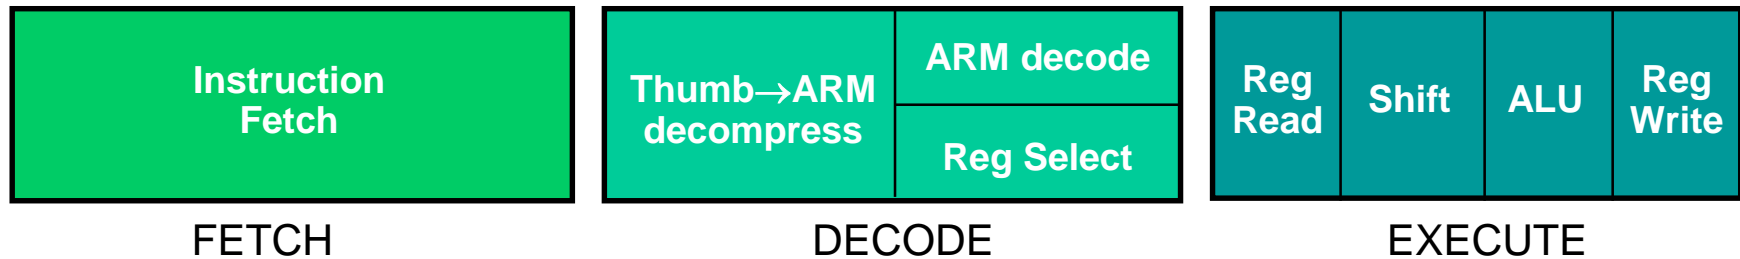 Instruction
Fetch
Thumb→ARM
decompress
ARM decode
Reg Select
Reg
Read
Shift
ALU
Reg
Write
FETCH
DECODE
EXECUTE